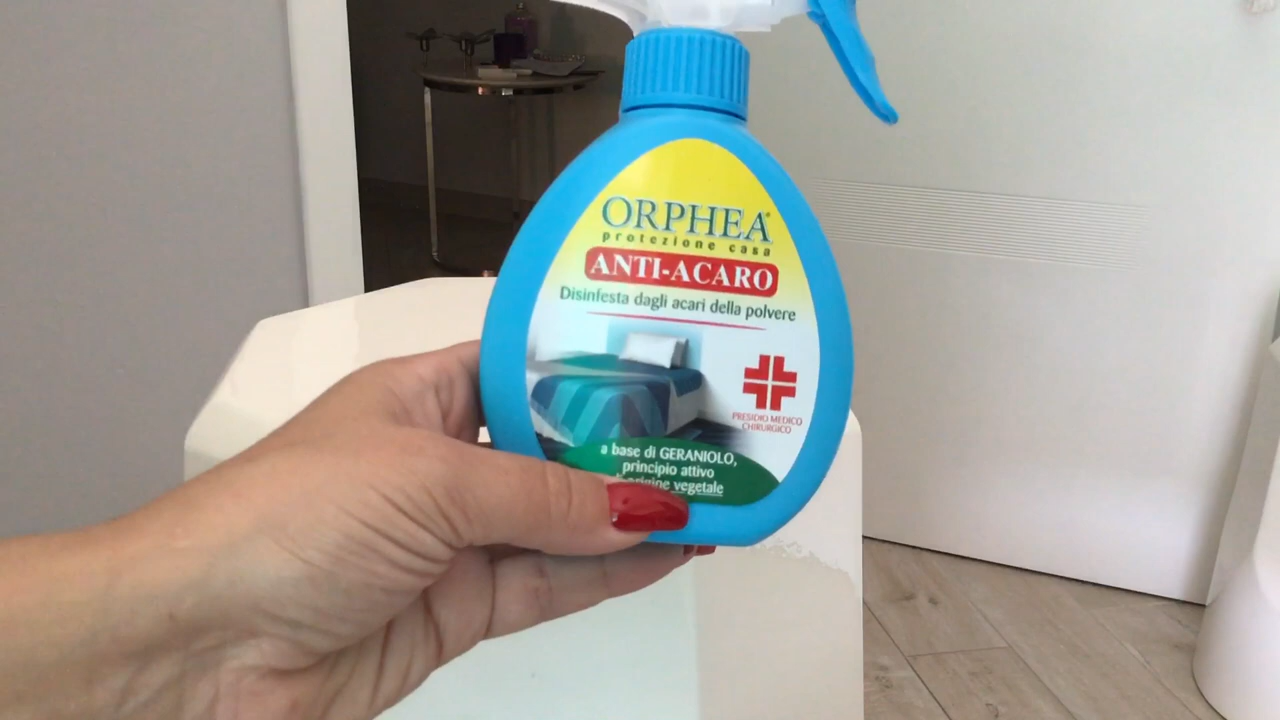 ORPHEA
protezione casa
ANTI-ACARO
Disinfesta dagli acari della polvere
PRESIDIO MEDICO
CHIRURGICO
a base di GERANIOLO,
principio attivo
origine vegetale